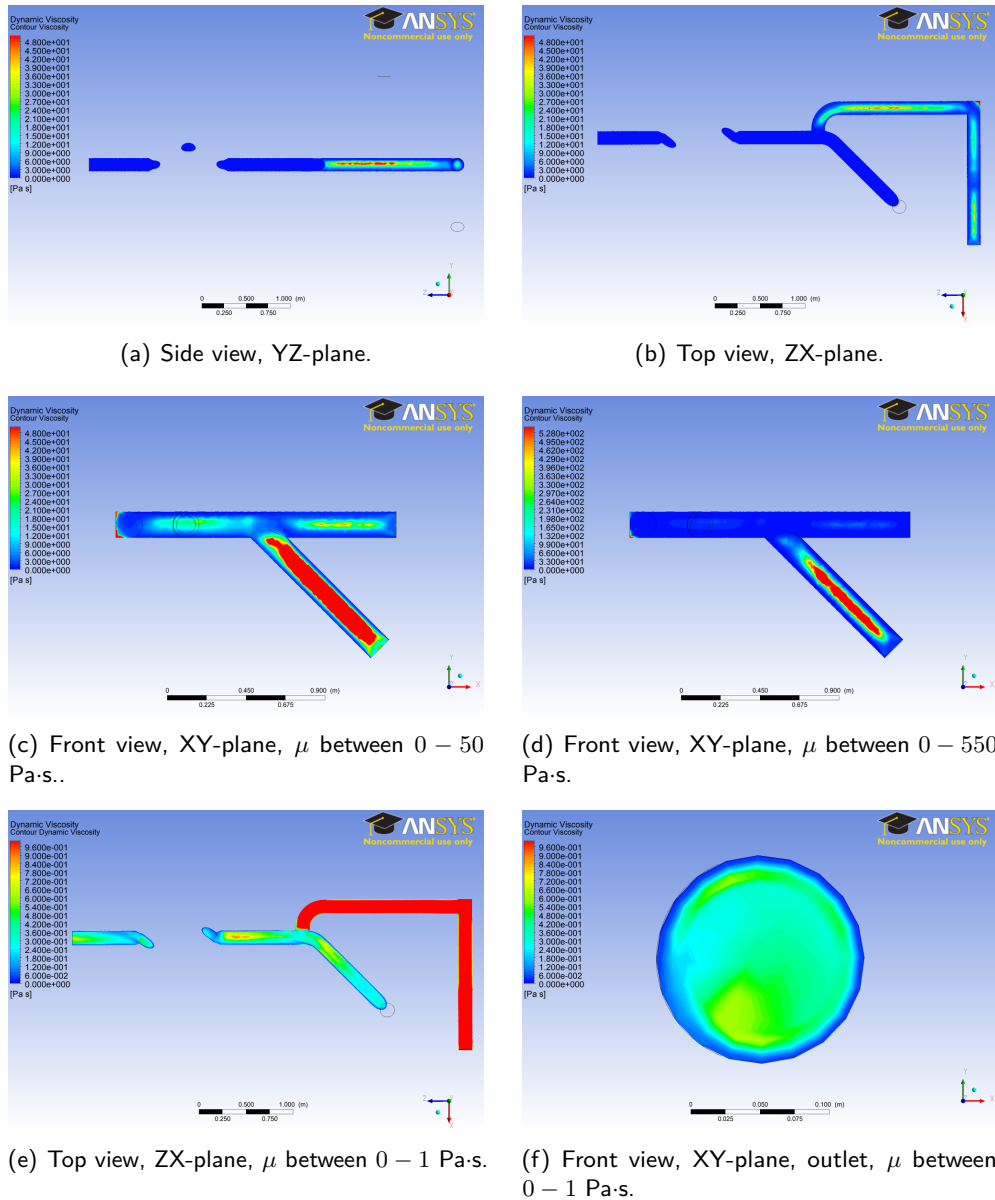 Dynamic Viscosity
Contour Viscosity
4.800e+001
4.500e+001
4.200e+001
3.900e+001
3.600e+001
3.300e+001
3.000e+001
2.700e+001
2.400e+001
2.100e+001
1.800e+001
1.500e+001
1.200e+001
9.000e+000
6.000e+000
3.000e+000
0.000e+000
[Pa s]
ANSYS
Noncommercial use only
0 0.500 1.000 (m)
0.250 0.750
Z Y X
(a) Side view, YZ-plane.
Dynamic Viscosity
Contour Viscosity
4.800e+001
4.500e+001
4.200e+001
3.900e+001
3.600e+001
3.300e+001
3.000e+001
2.700e+001
2.400e+001
2.100e+001
1.800e+001
1.500e+001
1.200e+001
9.000e+000
6.000e+000
3.000e+000
0.000e+000
[Pa s]
ANSYS
Noncommercial use only
0 0.500 1.000 (m)
0.250 0.750
Z Y X
(b) Top view, ZX-plane.
Dynamic Viscosity
Contour Viscosity
4.800e+001
4.500e+001
4.200e+001
3.900e+001
3.600e+001
3.300e+001
3.000e+001
2.700e+001
2.400e+001
2.100e+001
1.800e+001
1.500e+001
1.200e+001
9.000e+000
6.000e+000
3.000e+000
0.000e+000
[Pa s]
ANSYS
Noncommercial use only
0 0.450 0.900 (m)
0.225 0.675
Y Z X
(c) Front view, XY-plane, μ between 0 − 50
Pa·s..
Dynamic Viscosity
Contour Viscosity
5.280e+002
4.950e+002
4.620e+002
4.290e+002
3.960e+002
3.630e+002
3.300e+002
2.970e+002
2.640e+002
2.310e+002
1.980e+002
1.650e+002
1.320e+002
9.900e+001
6.600e+001
3.300e+001
0.000e+000
[Pa s]
ANSYS
Noncommercial use only
0 0.450 0.900 (m)
0.225 0.675
Y Z X
(d) Front view, XY-plane, μ between 0 − 550
Pa·s.
Dynamic Viscosity
Contour Dynamic Viscosity
9.600e-001
9.000e-001
8.400e-001
7.800e-001
7.200e-001
6.600e-001
6.000e-001
5.400e-001
4.800e-001
4.200e-001
3.600e-001
3.000e-001
2.400e-001
1.800e-001
1.200e-001
6.000e-002
0.000e+000
[Pa s]
ANSYS
Noncommercial use only
0 0.500 1.000 (m)
0.250 0.750
Z Y X
(e) Top view, ZX-plane, μ between 0 − 1 Pa·s.
Dynamic Viscosity
Contour Dynamic Viscosity
9.600e-001
9.000e-001
8.400e-001
7.800e-001
7.200e-001
6.600e-001
6.000e-001
5.400e-001
4.800e-001
4.200e-001
3.600e-001
3.000e-001
2.400e-001
1.800e-001
1.200e-001
6.000e-002
0.000e+000
[Pa s]
ANSYS
Noncommercial use only
0 0.050 0.100 (m)
0.025 0.075
Y Z X
(f) Front view, XY-plane, outlet, μ between
0 − 1 Pa·s.